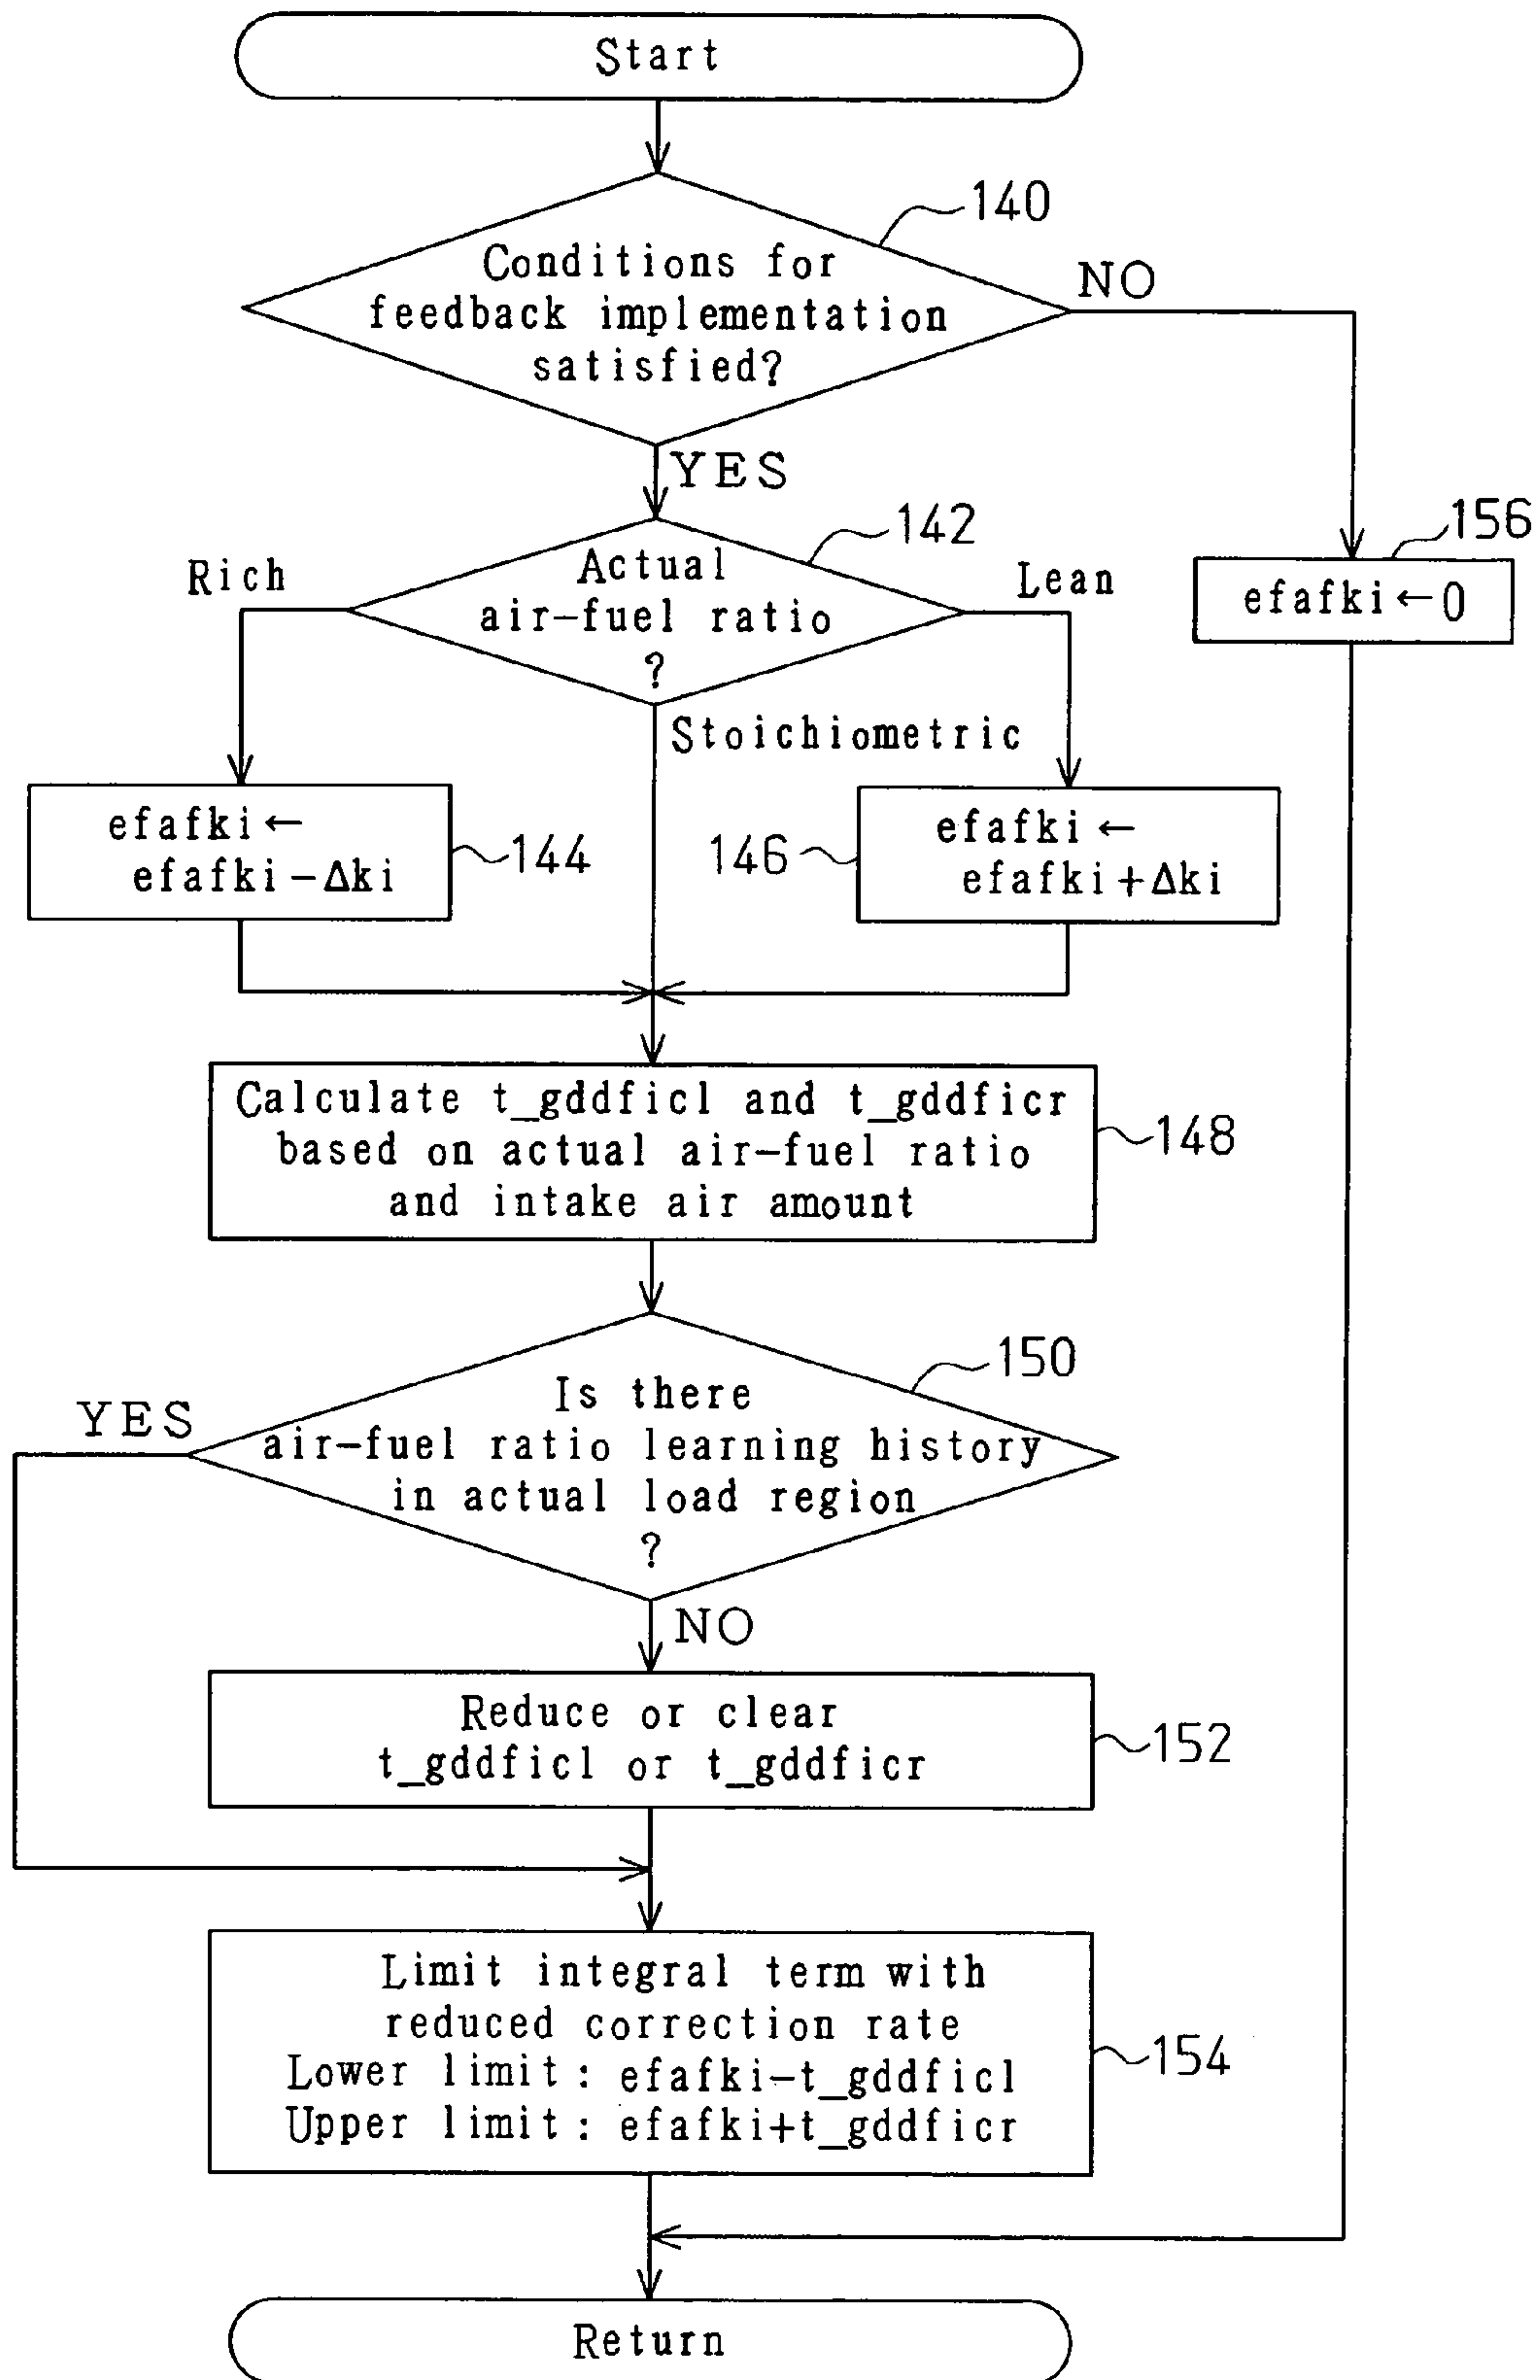 Start
140
Conditions for
feedback implementation
satisfied?
NO
YES
142
156
Actual
air-fuel ratio
?
Rich
Lean
efafki←0
Stoichiometric
efafki←
efafki-Δki
144
146
efafki←
efafki+Δki
Calculate t_gddficl and t_gddficr
based on actual air-fuel ratio
and intake air amount
148
150
Is there
air-fuel ratio learning history
in actual load region
?
YES
NO
Reduce or clear
t_gddficl or t_gddficr
152
Limit integral term with
reduced correction rate
Lower limit: efafki-t_gddficl
Upper limit: efafki+t_gddficr
154
Return